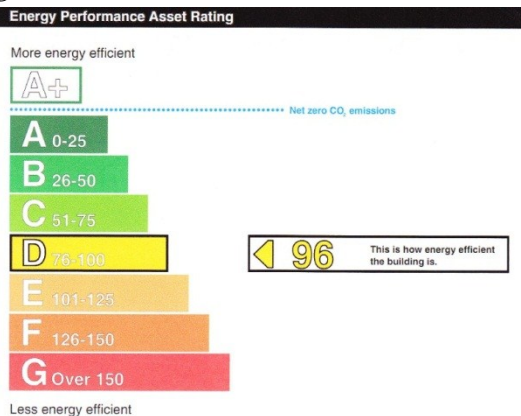 Energy Performance Asset Rating
More energy efficient
A+
Net zero CO₂ emissions
A 0-25
B 26-50
C 51-75
D 76-100
96 This is how energy efficient
the building is.
E 101-125
F 126-150
G Over 150
Less energy efficient